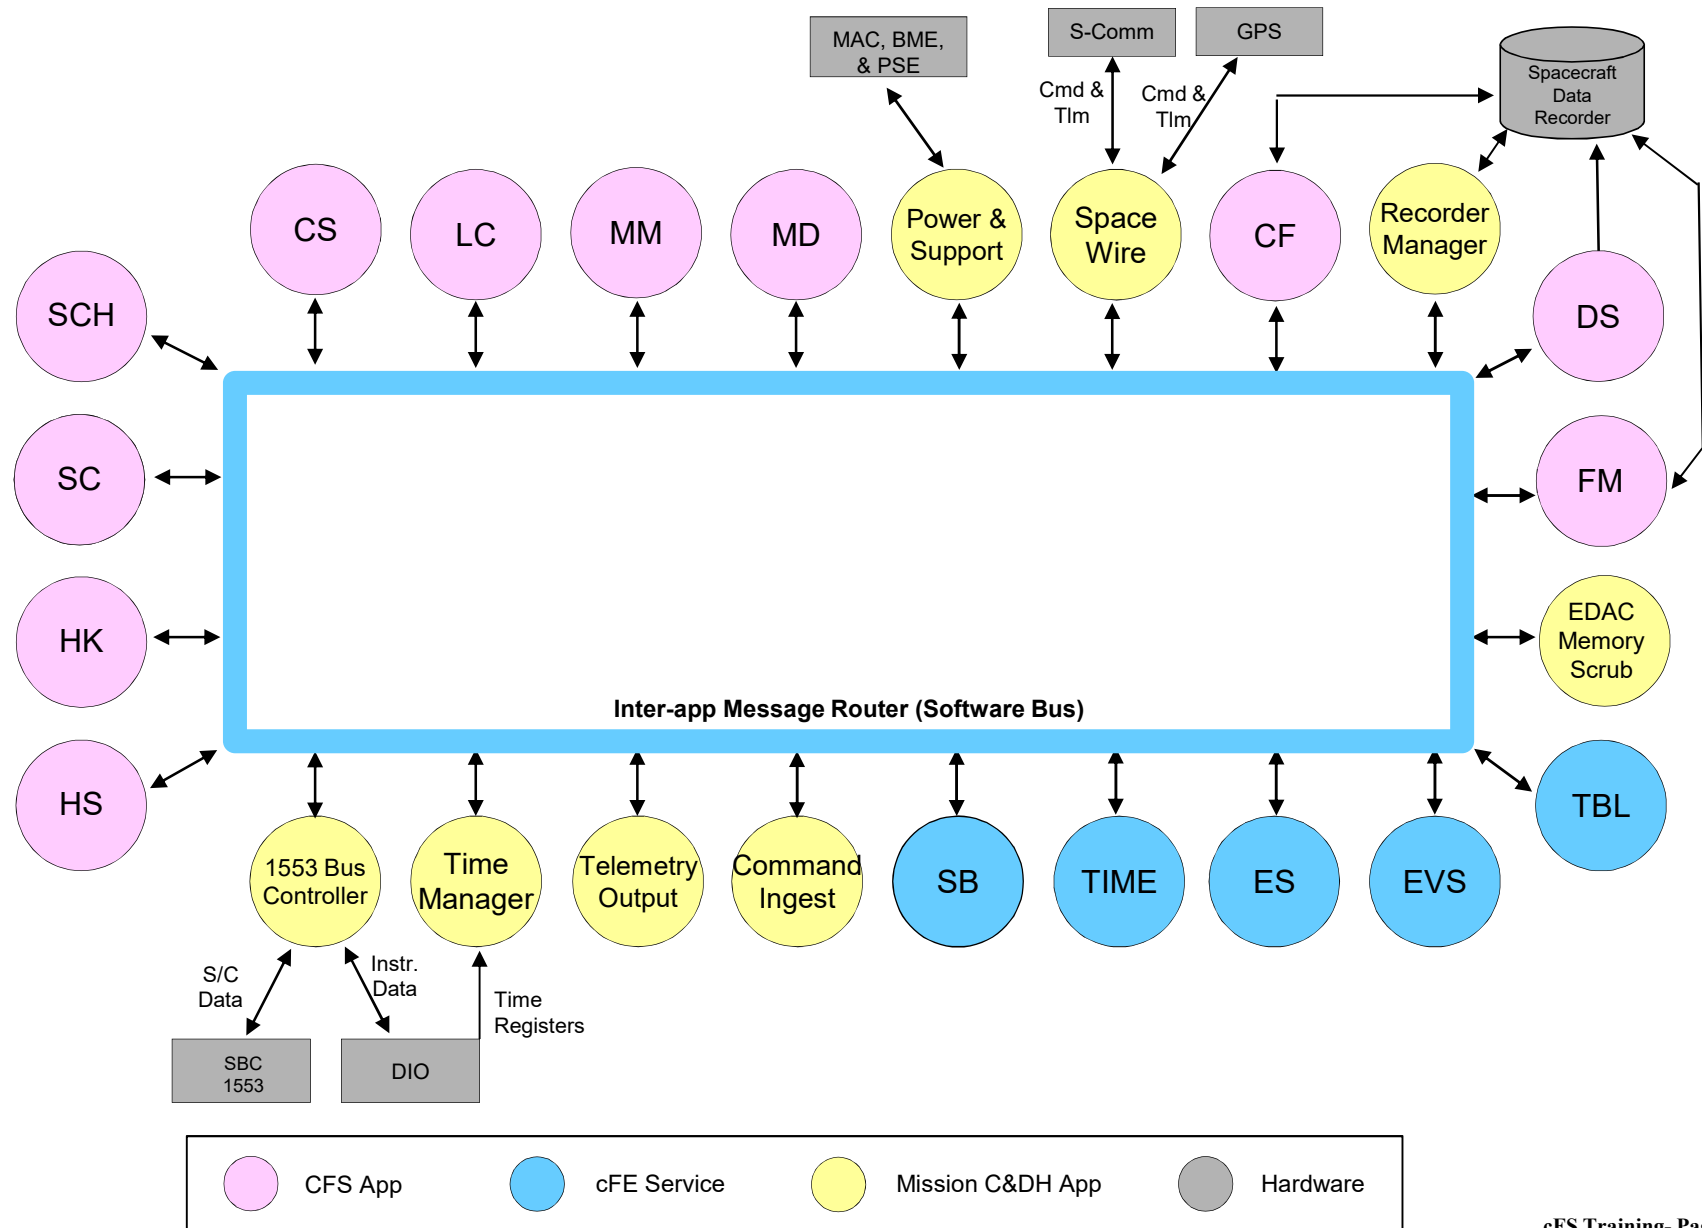 MAC, BME,
& PSE
S-Comm
GPS
Spacecraft
Data
Recorder
Cmd &
Tlm
Cmd &
Tlm
CS
LC
MM
MD
Power &
Support
Space
Wire
CF
Recorder
Manager
SCH
DS
SC
FM
HK
EDAC
Memory
Scrub
Inter-app Message Router (Software Bus)
HS
TBL
1553 Bus
Controller
Time
Manager
Telemetry
Output
Command
Ingest
SB
TIME
ES
EVS
S/C
Data
Instr.
Data
Time
Registers
SBC
1553
DIO
CFS App
cFE Service
Mission C&DH App
Hardware
cFS Training- Pa